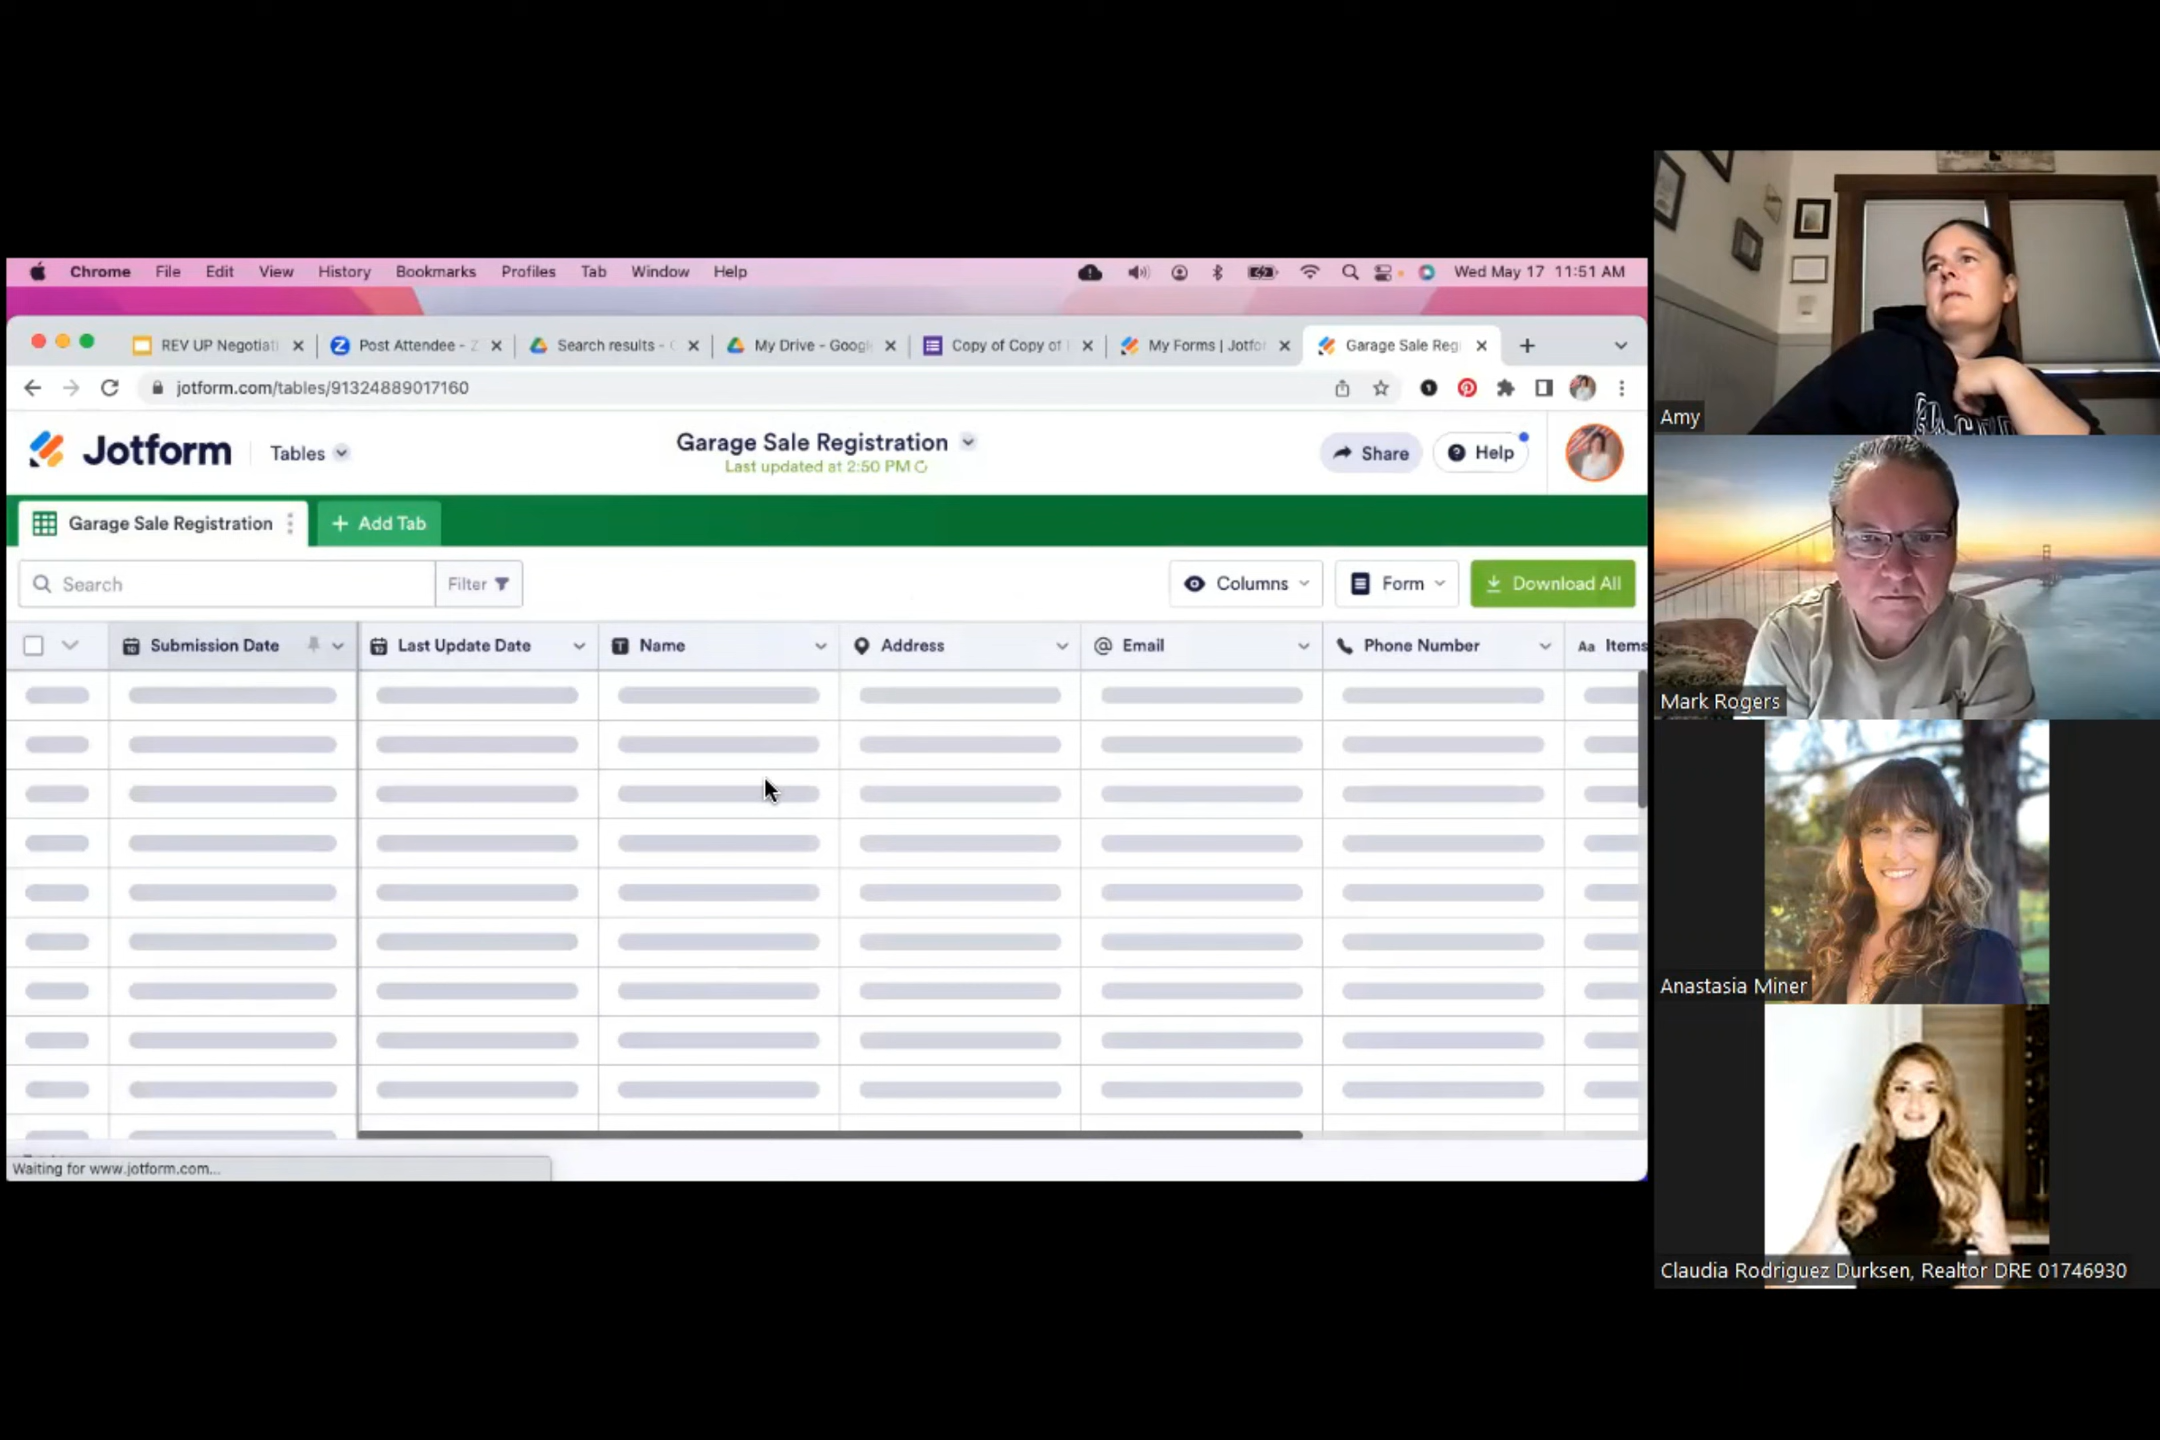 Chrome File Edit View History Bookmarks Profiles Tab Window Help Wed May 17 11:51 AM
REV UP Negotiati Post Attendee - Z Search results - My Drive - Googl Copy of Copy of My Forms | Jotfo Garage Sale Reg
jotform.com/tables/91324889017160
Jotform Tables Garage Sale Registration Share Help
Last updated at 2:50 PM
Garage Sale Registration + Add Tab
Search Filter Columns Form Download All
Submission Date Last Update Date Name Address @ Email Phone Number Aa Items
Waiting for www.jotform.com...
Amy
Mark Rogers
Anastasia Miner
Claudia Rodriguez Durksen, Realtor DRE 01746930